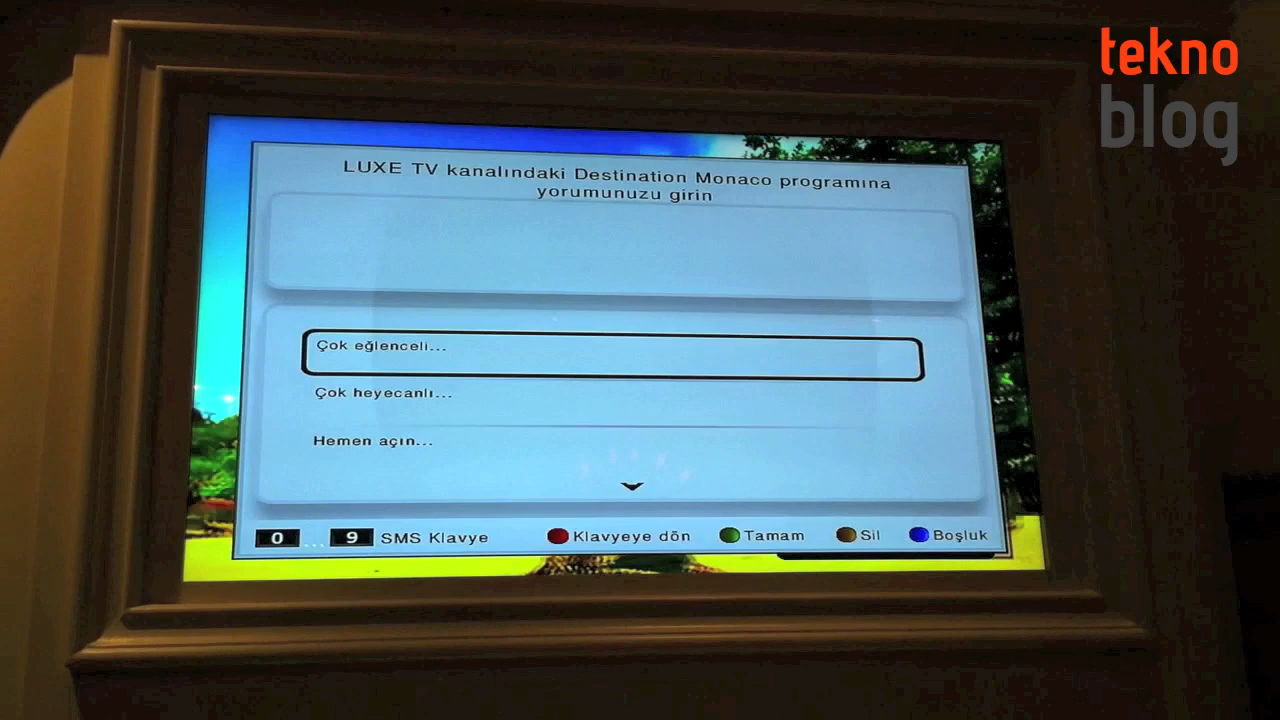 tekno
blog
LUXE TV kanalındaki Destination Monaco programına
yorumunuzu girin
Çok eğlenceli...
Çok heyecanlı...
Hemen açın...
0 ... 9 SMS Klavye Klavyeye dön Tamam Sil Boşluk